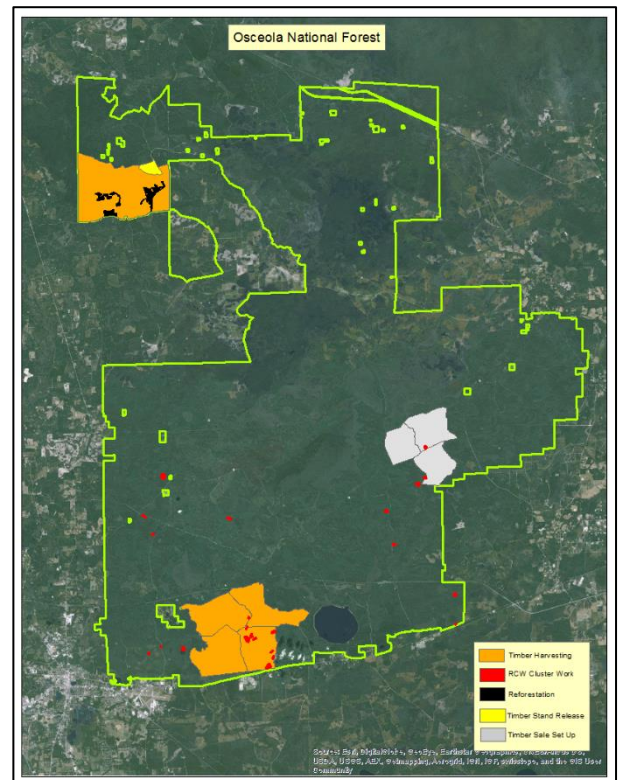 Osceola National Forest
Timber Harvesting
RCW Cluster Work
Reforestation
Timber Stand Release
Timber Sale Set Up
Source: Esri, DigitalGlobe, GeoEye, Earthstar
USDA, USGS, AEX, Getmapping, Aerogrid, IGN, IGP, swisstopo, and the GIS User
Community